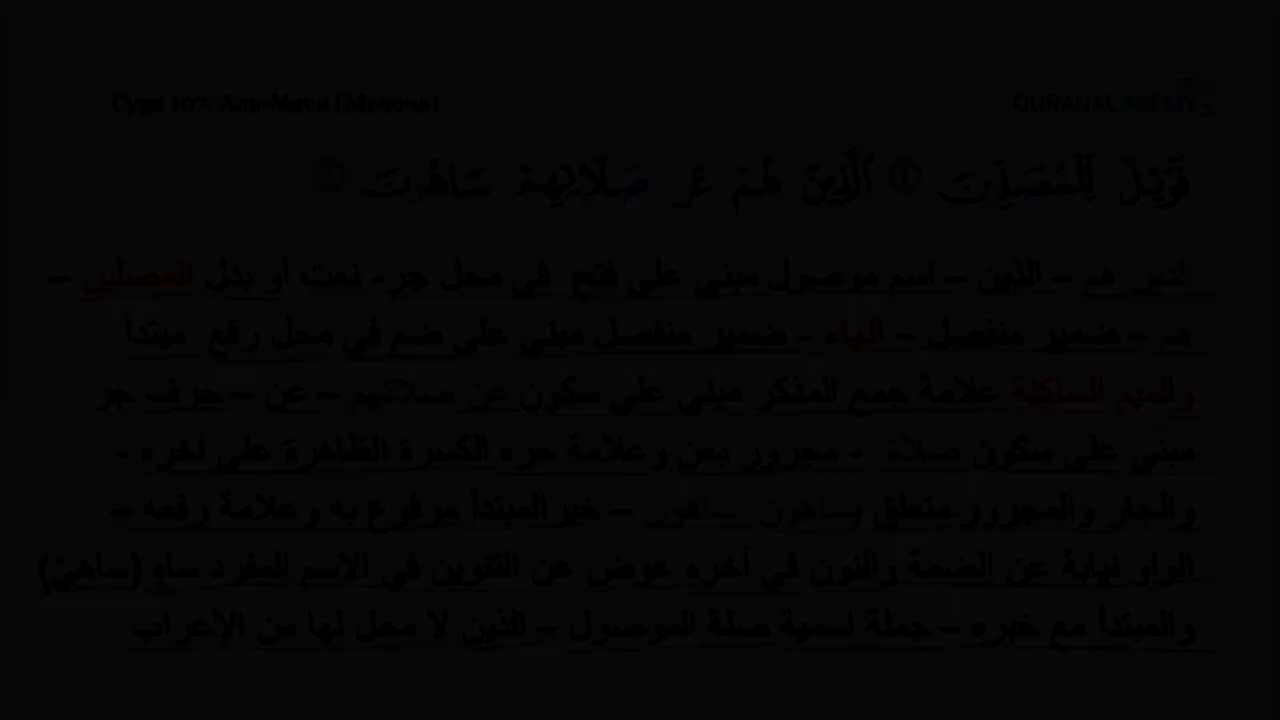 Сура 107. Аль-Маун (Мелочь)
فَوَيْلٌ لِّلْمُصَلِّينَ ٤ الَّذِينَ هُمْ عَن صَلَاتِهِمْ سَاهُونَ ٥
الذين هم – الذين – اسم موصول مبني على فتح في محل جر- نعت أو بدل المصلين –
هم – ضمير منفصل – الهاء - ضمير منفصل مبني على ضم في محل رفع مبتدأ
والميم الساكنة علامة جمع المذكر مبني على سكون عن صلاتهم – عن – حرف جر
مبني على سكون صلاة - مجرور بعن وعلامة جره الكسرة الظاهرة على آخره -
والجار والمجرور متعلق بساهون ساهون – خبر المبتدأ مرفوع به وعلامة رفعه –
الواو نيابة عن الضمة والنون في آخره عوض عن التنوين في الاسم المفرد ساهٍ (ساهيٌ)
والمبتدأ مع خبره – جملة اسمية صلة الموصول – الذين لا محل لها من الإعراب